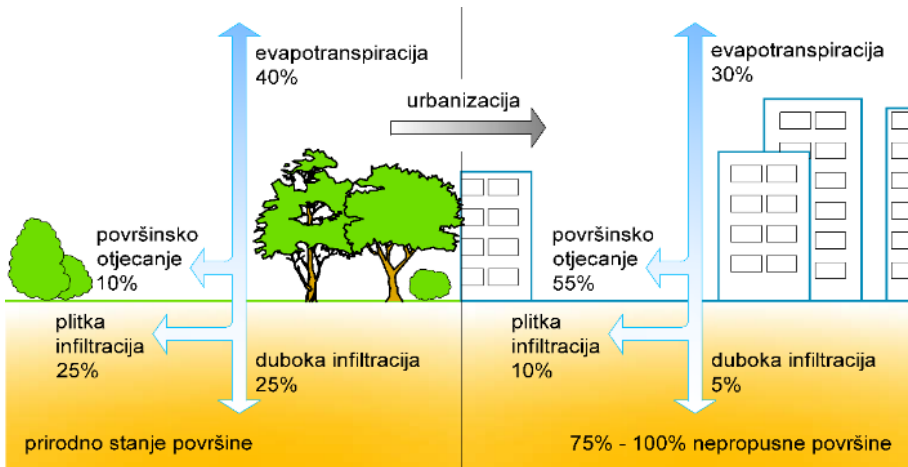 evapotranspiracija
40%
urbanizacija
površinsko
otjecanje
10%
plitka
infiltracija
25%
duboka infiltracija
25%
prirodno stanje površine
evapotranspiracija
30%
površinsko
otjecanje
55%
plitka
infiltracija
10%
duboka infiltracija
5%
75% - 100% nepropusne površine